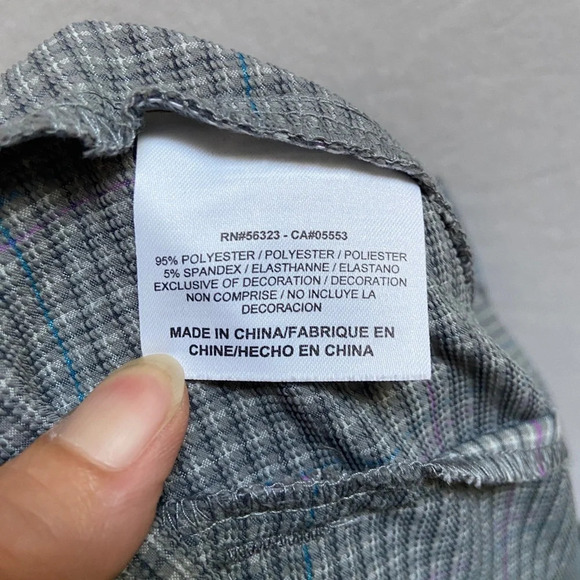 RN#56323 - CA#05553
95% POLYESTER / POLYESTER / POLIESTER
5% SPANDEX / ELASTHANNE / ELASTANO
EXCLUSIVE OF DECORATION / DECORATION
NON COMPRISE / NO INCLUYE LA
DECORACION
MADE IN CHINA/FABRIQUE EN
CHINE/HECHO EN CHINA